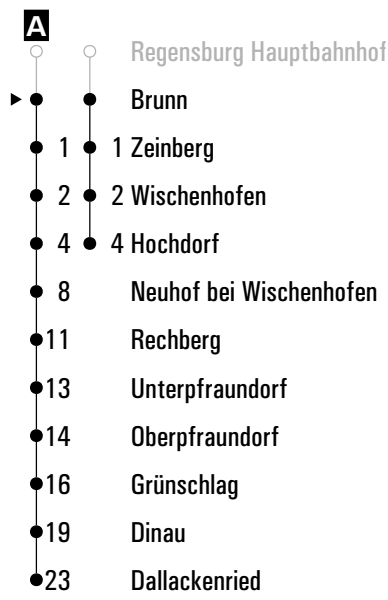 A
Regensburg Hauptbahnhof
Brunn
1 1 Zeinberg
2 2 Wischenhofen
4 4 Hochdorf
8 Neuhof bei Wischenhofen
11 Rechberg
13 Unterpfraundorf
14 Oberpfraundorf
16 Grünschlag
19 Dinau
23 Dallackenried